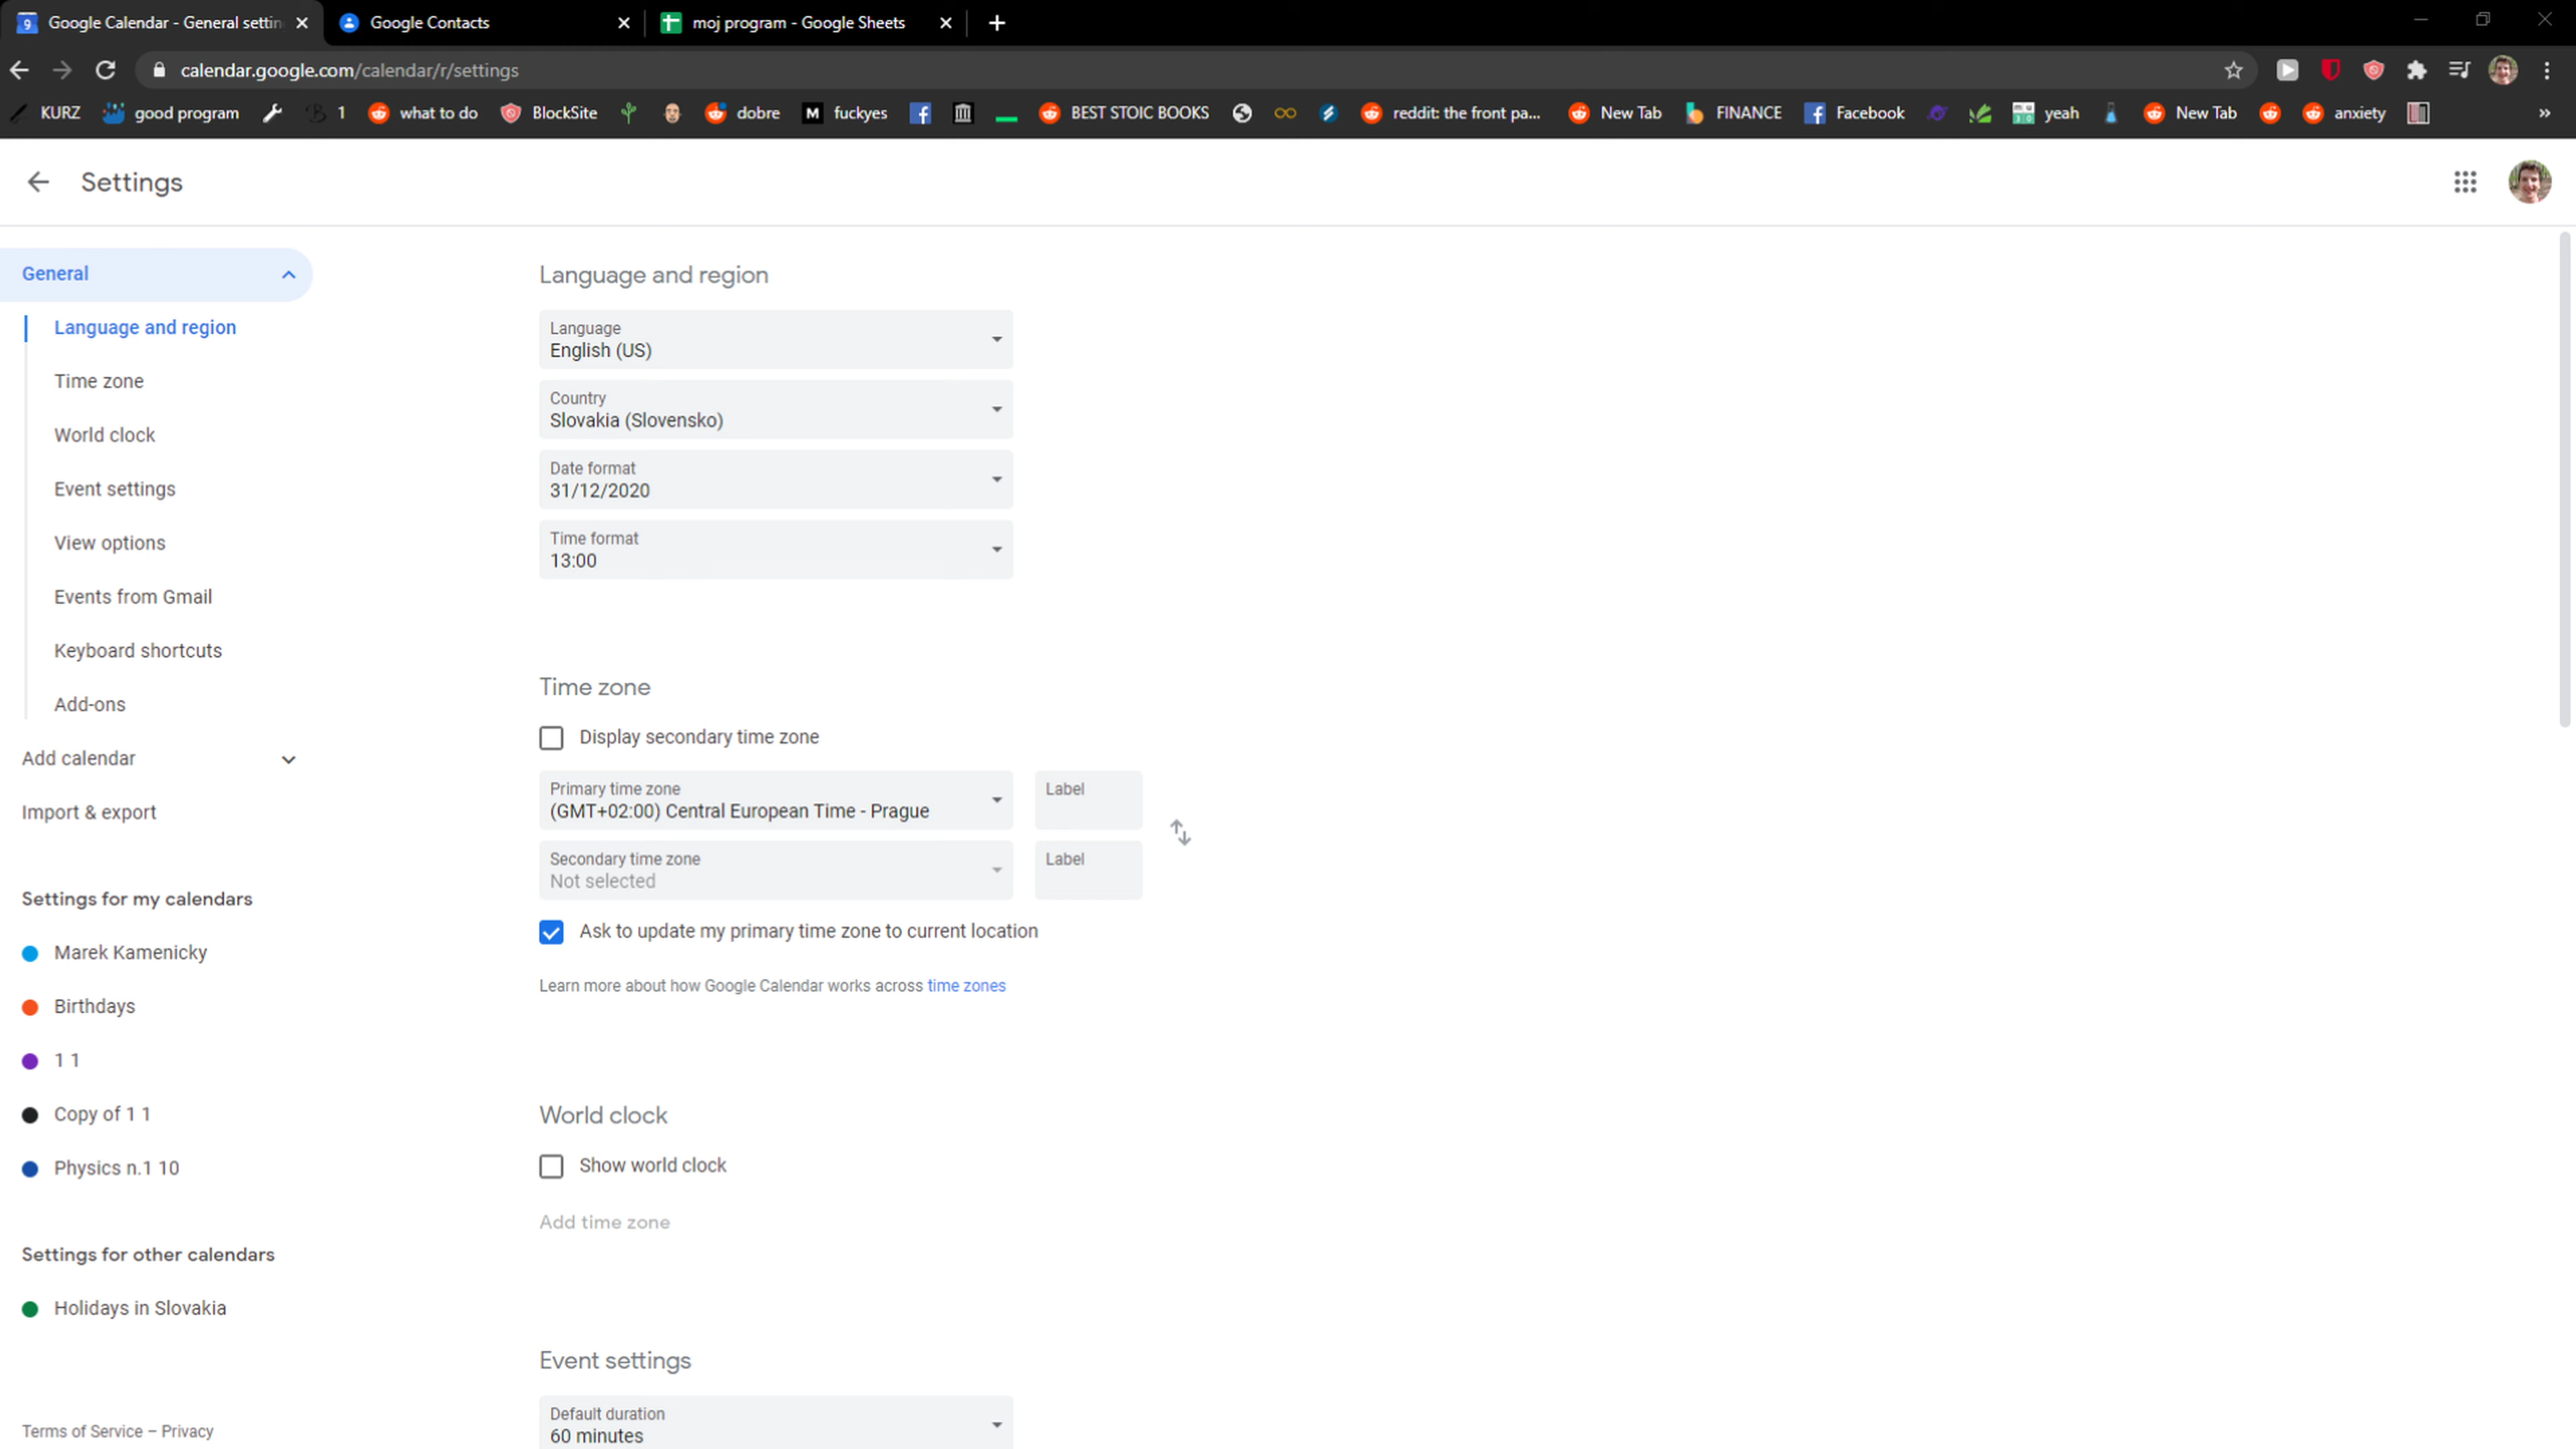 Google Calendar - General settin
Google Contacts
moj program - Google Sheets
calendar.google.com/calendar/r/settings
KURZ
good program
1
what to do
BlockSite
dobre
fuckyes
BEST STOIC BOOKS
reddit: the front pa...
New Tab
FINANCE
Facebook
yeah
New Tab
anxiety
Settings
General
Language and region
Time zone
World clock
Event settings
View options
Events from Gmail
Keyboard shortcuts
Add-ons
Add calendar
Import & export
Settings for my calendars
Marek Kamenicky
Birthdays
1 1
Copy of 1 1
Physics n.1 10
Settings for other calendars
Holidays in Slovakia
Terms of Service – Privacy
Language and region
Language
English (US)
Country
Slovakia (Slovensko)
Date format
31/12/2020
Time format
13:00
Time zone
Display secondary time zone
Primary time zone
(GMT+02:00) Central European Time - Prague
Label
Secondary time zone
Not selected
Label
Ask to update my primary time zone to current location
Learn more about how Google Calendar works across time zones
World clock
Show world clock
Add time zone
Event settings
Default duration
60 minutes